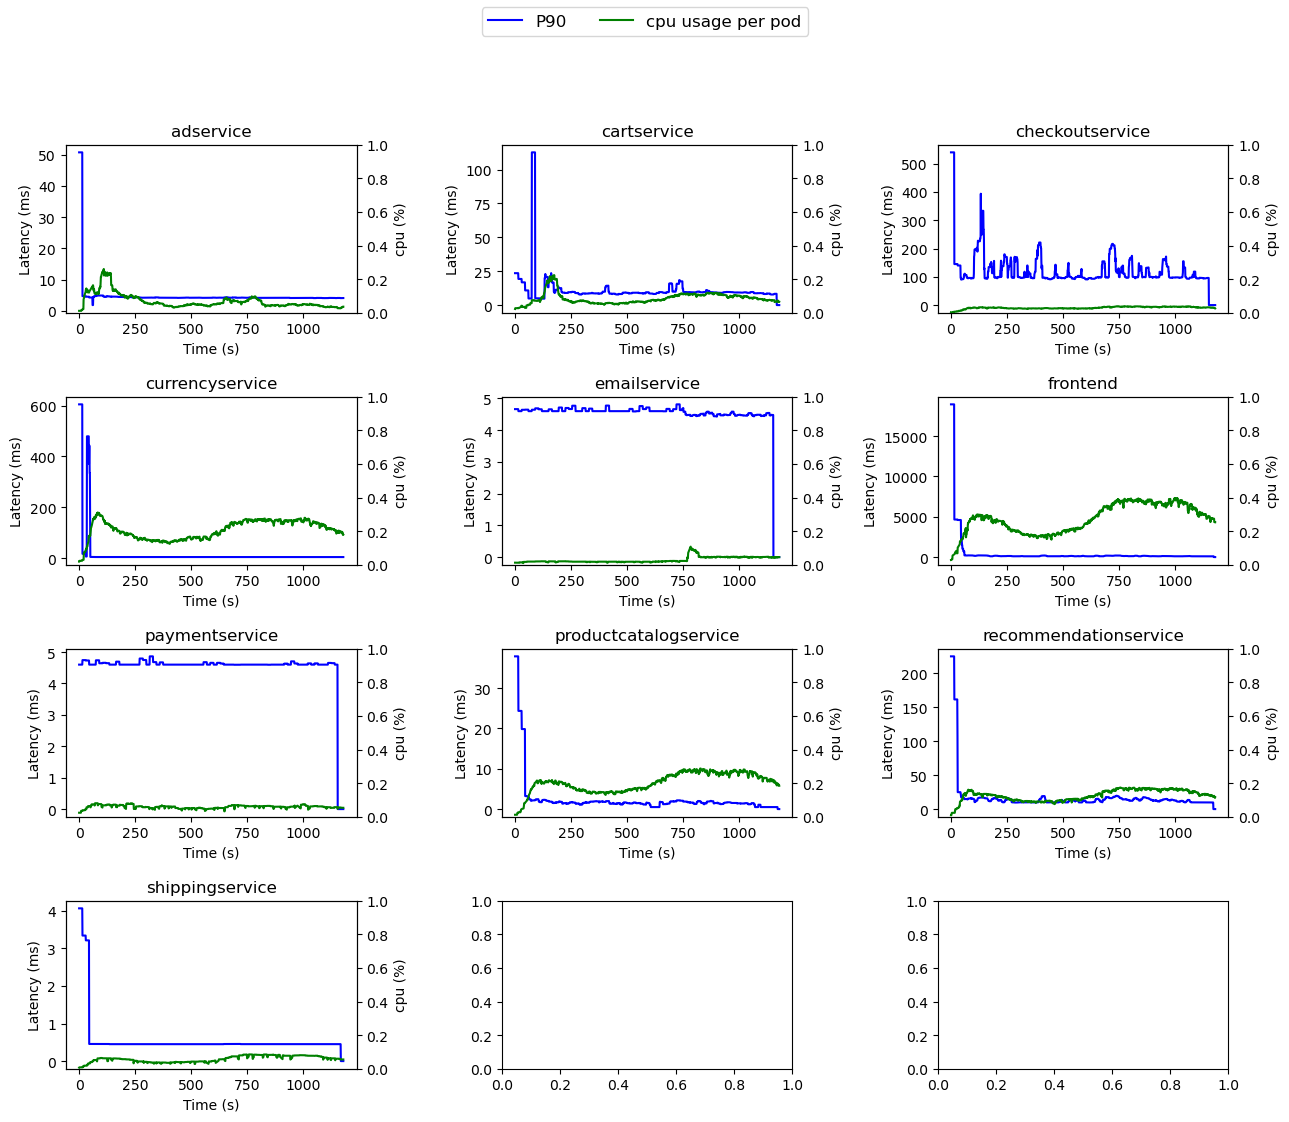 P90 cpu usage per pod
adservice
50
40
30
20
10
0
Latency (ms)
1.0
0.8
0.6
0.4
0.2
0.0
cpu (%)
0 250 500 750 1000
Time (s)
cartservice
100
75
50
25
0
Latency (ms)
1.0
0.8
0.6
0.4
0.2
0.0
cpu (%)
0 250 500 750 1000
Time (s)
checkoutservice
500
400
300
200
100
0
Latency (ms)
1.0
0.8
0.6
0.4
0.2
0.0
cpu (%)
0 250 500 750 1000
Time (s)
currencyservice
600
400
200
0
Latency (ms)
1.0
0.8
0.6
0.4
0.2
0.0
cpu (%)
0 250 500 750 1000
Time (s)
emailservice
5
4
3
2
1
0
Latency (ms)
1.0
0.8
0.6
0.4
0.2
0.0
cpu (%)
0 250 500 750 1000
Time (s)
frontend
15000
10000
5000
0
Latency (ms)
1.0
0.8
0.6
0.4
0.2
0.0
cpu (%)
0 250 500 750 1000
Time (s)
paymentservice
5
4
3
2
1
0
Latency (ms)
1.0
0.8
0.6
0.4
0.2
0.0
cpu (%)
0 250 500 750 1000
Time (s)
productcatalogservice
30
20
10
0
Latency (ms)
1.0
0.8
0.6
0.4
0.2
0.0
cpu (%)
0 250 500 750 1000
Time (s)
recommendationservice
200
150
100
50
0
Latency (ms)
1.0
0.8
0.6
0.4
0.2
0.0
cpu (%)
0 250 500 750 1000
Time (s)
shippingservice
4
3
2
1
0
Latency (ms)
1.0
0.8
0.6
0.4
0.2
0.0
cpu (%)
0 250 500 750 1000
Time (s)
1.0
0.8
0.6
0.4
0.2
0.0
0.0 0.2 0.4 0.6 0.8 1.0
1.0
0.8
0.6
0.4
0.2
0.0
0.0 0.2 0.4 0.6 0.8 1.0